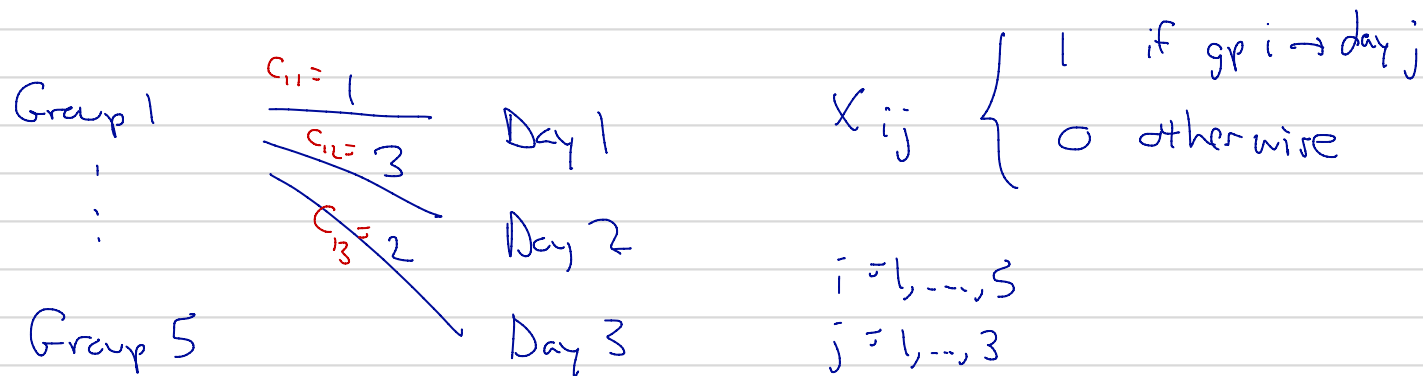 Group 1 C₁₁ = 1 Day 1
C₁₂ = 3 Day 2
C₁₃ = 2
Group 5 Day 3
Xᵢⱼ { 1 if gp i → day j
0 otherwise
i = 1, ..., 5
j = 1, ..., 3